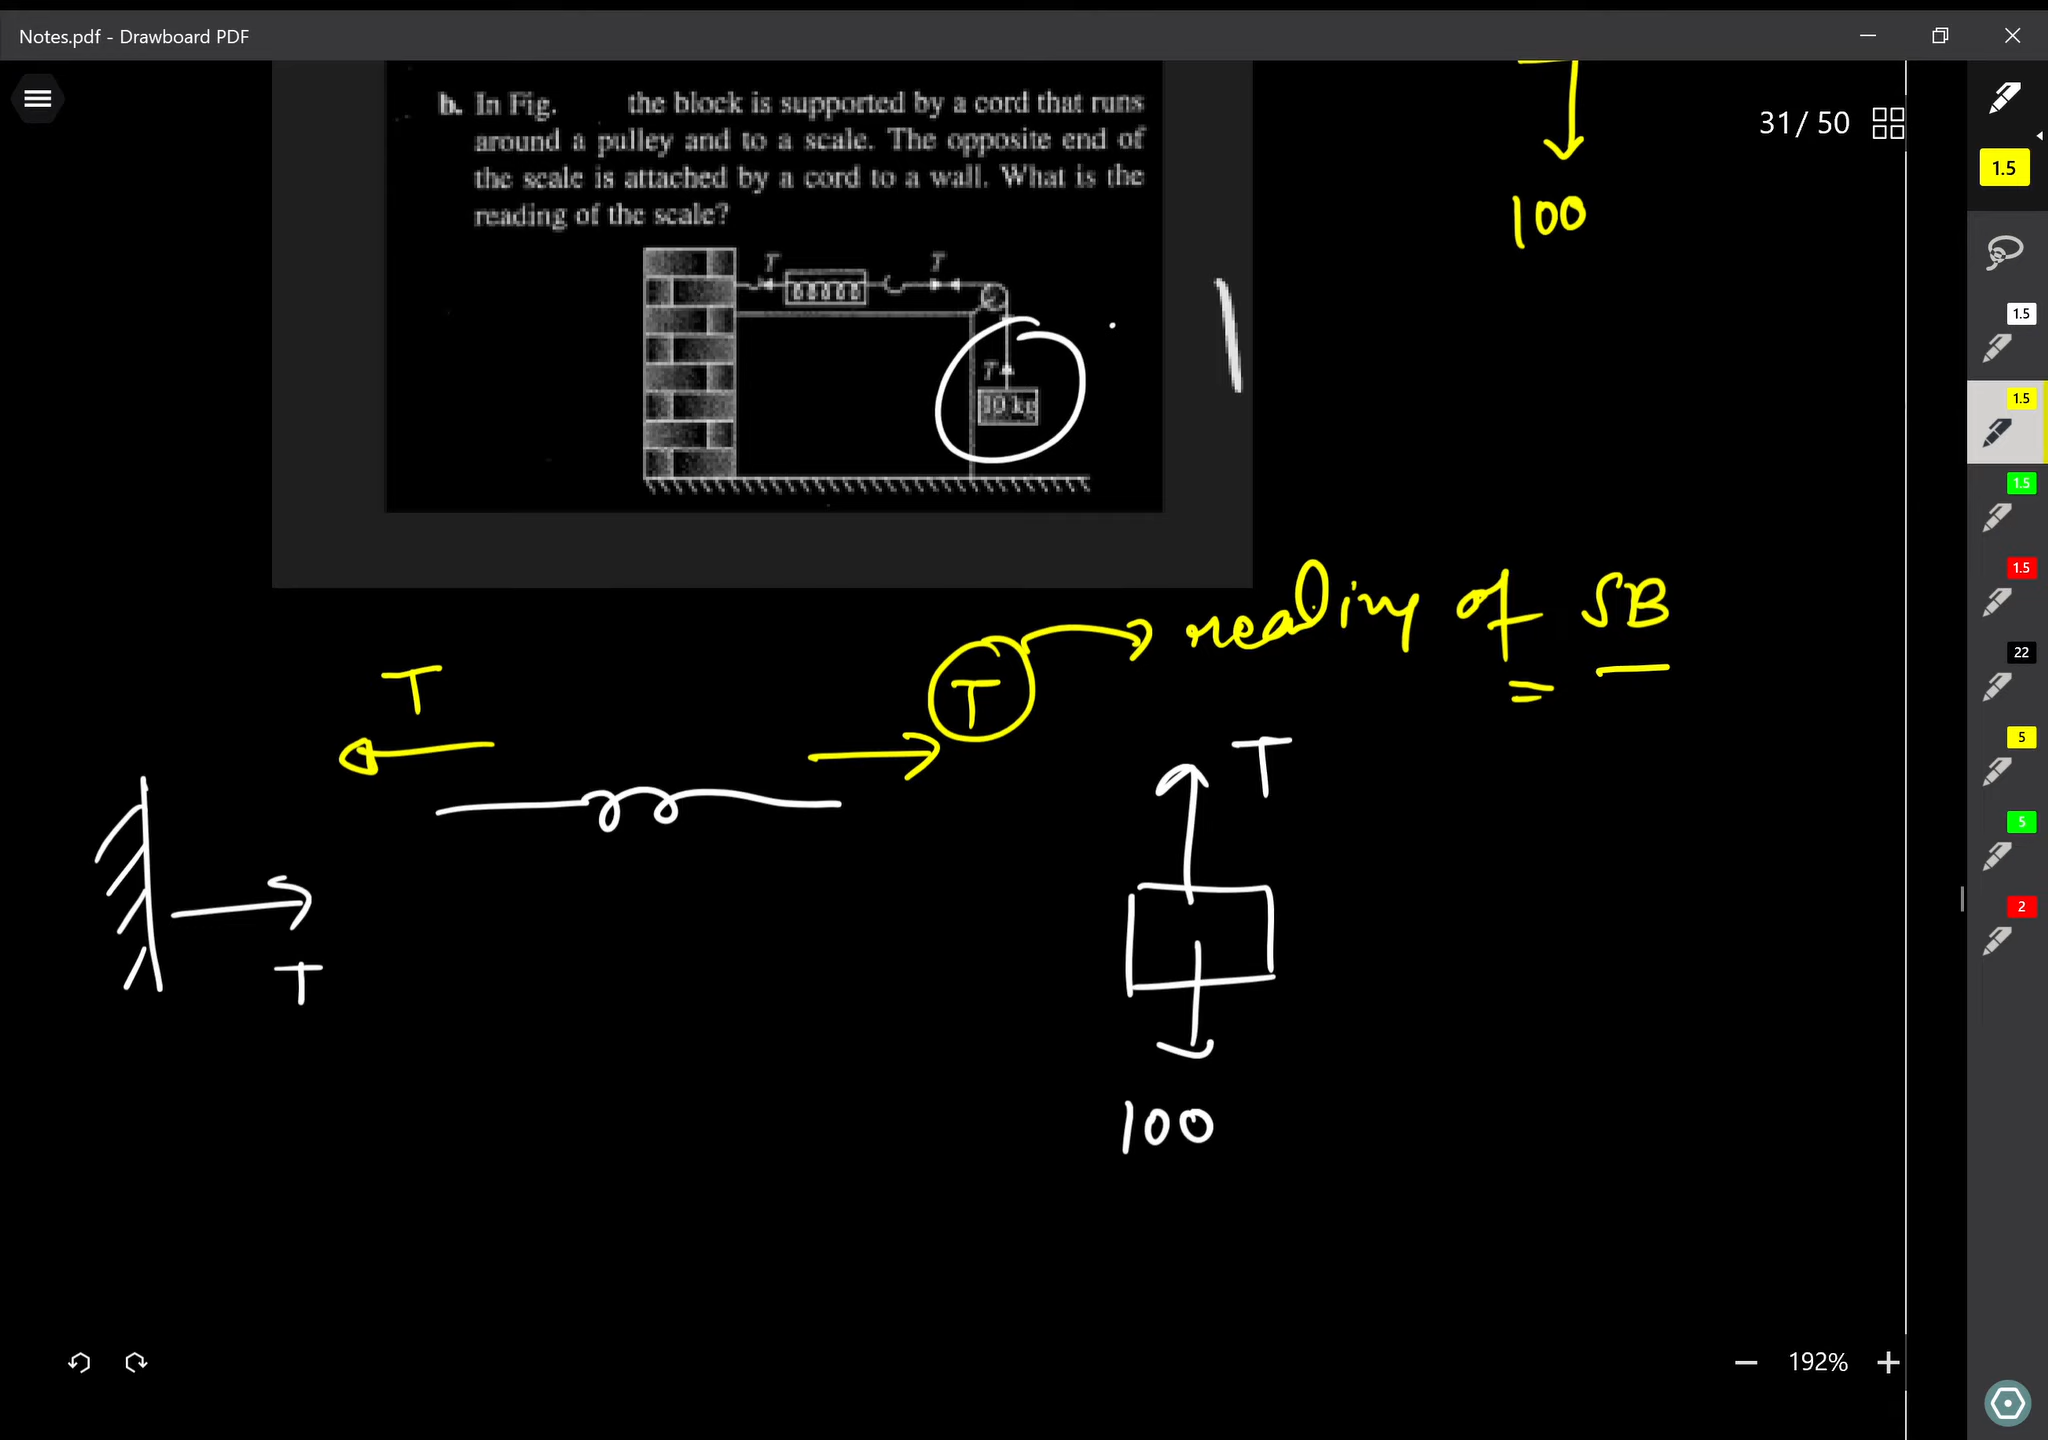 Notes.pdf - Drawboard PDF
31/ 50
b. In Fig. the block is supported by a cord that runs
around a pulley and to a scale. The opposite end of
the scale is attached by a cord to a wall. What is the
reading of the scale?
T
T
T
10 kg
100
reading of SB
T
T
T
T
100
1.5
1.5
1.5
1.5
1.5
22
5
5
2
192%